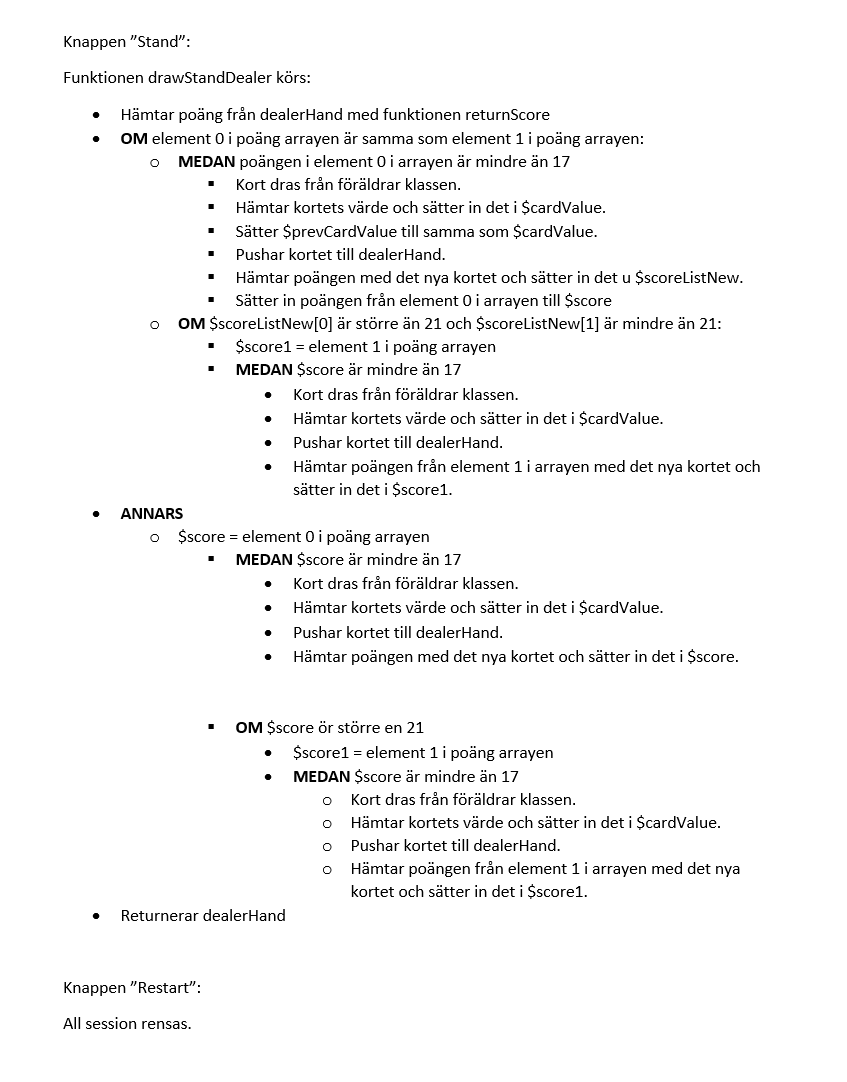 Knappen ”Stand”:
Funktionen drawStandDealer körs:
• Hämtar poäng från dealerHand med funktionen returnScore
• OM element 0 i poäng arrayen är samma som element 1 i poäng arrayen:
o MEDAN poängen i element 0 i arrayen är mindre än 17
▪ Kort dras från föräldrar klassen.
▪ Hämtar kortets värde och sätter in det i $cardValue.
▪ Sätter $prevCardValue till samma som $cardValue.
▪ Pushar kortet till dealerHand.
▪ Hämtar poängen med det nya kortet och sätter in det u $scoreListNew.
▪ Sätter in poängen från element 0 i arrayen till $score
o OM $scoreListNew[0] är större än 21 och $scoreListNew[1] är mindre än 21:
▪ $score1 = element 1 i poäng arrayen
▪ MEDAN $score är mindre än 17
• Kort dras från föräldrar klassen.
• Hämtar kortets värde och sätter in det i $cardValue.
• Pushar kortet till dealerHand.
• Hämtar poängen från element 1 i arrayen med det nya kortet och
sätter in det i $score1.
• ANNARS
o $score = element 0 i poäng arrayen
▪ MEDAN $score är mindre än 17
• Kort dras från föräldrar klassen.
• Hämtar kortets värde och sätter in det i $cardValue.
• Pushar kortet till dealerHand.
• Hämtar poängen med det nya kortet och sätter in det i $score.
▪ OM $score ör större en 21
• $score1 = element 1 i poäng arrayen
• MEDAN $score är mindre än 17
o Kort dras från föräldrar klassen.
o Hämtar kortets värde och sätter in det i $cardValue.
o Pushar kortet till dealerHand.
o Hämtar poängen från element 1 i arrayen med det nya
kortet och sätter in det i $score1.
• Returnerar dealerHand
Knappen ”Restart”:
All session rensas.